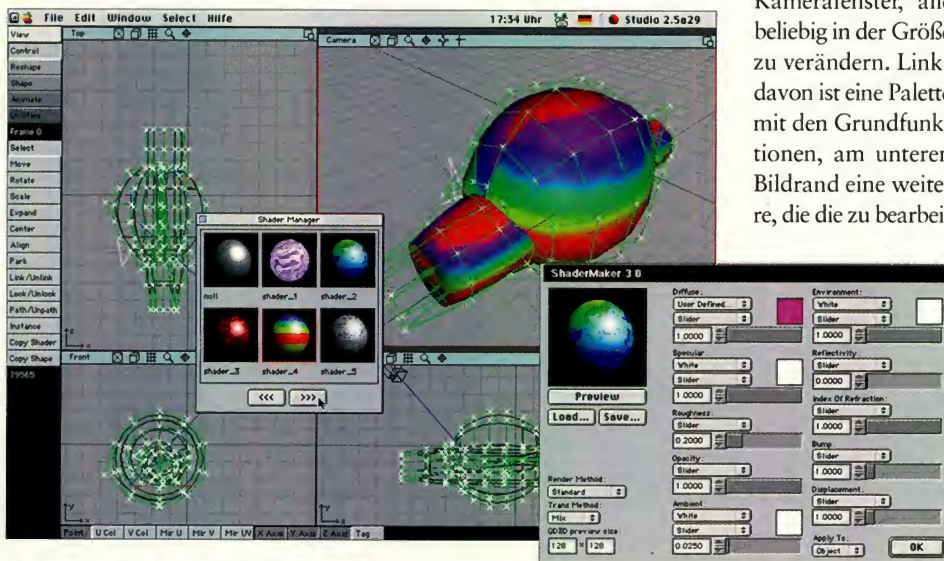 File Edit Window Select Hilfe
17:54 Uhr
Studio 2.5a29
View
Control
Reshape
Shape
Animate
Utilities
Frame 0
Select
Move
Rotate
Scale
Expand
Center
Align
Park
Link/Unlink
Look/Unlook
Path/Unpath
Instance
Copy Shader
Copy Shape
79565
Top
Camera
Front
z
x
y
x
y
Shader Manager
null shader_1 shader_2
shader_3 shader_4 shader_5
<<< >>>
Point U Col V Col Mir U Mir V Mir UV X Axis Y Axis Z Axis Tag
Kamerafenster, alle
beliebig in der Größe
zu verändern. Link
davon ist eine Palette
mit den Grundfunk
tionen, am unteren
Bildrand eine weite
re, die die zu bearbei
ShaderMaker 3.0
Preview
Load... Save...
Render Method:
Standard
Trans Method:
Mix
QD3D preview size
128 x 128
Diffuse:
User Defined...
Slider
1.0000
Specular:
White
Slider
1.0000
Roughness:
Slider
0.2000
Opacity:
Slider
1.0000
Ambient:
White
Slider
0.0250
Environment:
White
Slider
1.0000
Reflectivity:
Slider
0.0000
Index Of Refraction:
Slider
1.0000
Bump:
Slider
1.0000
Displacement:
Slider
1.0000
Apply To:
Object
OK